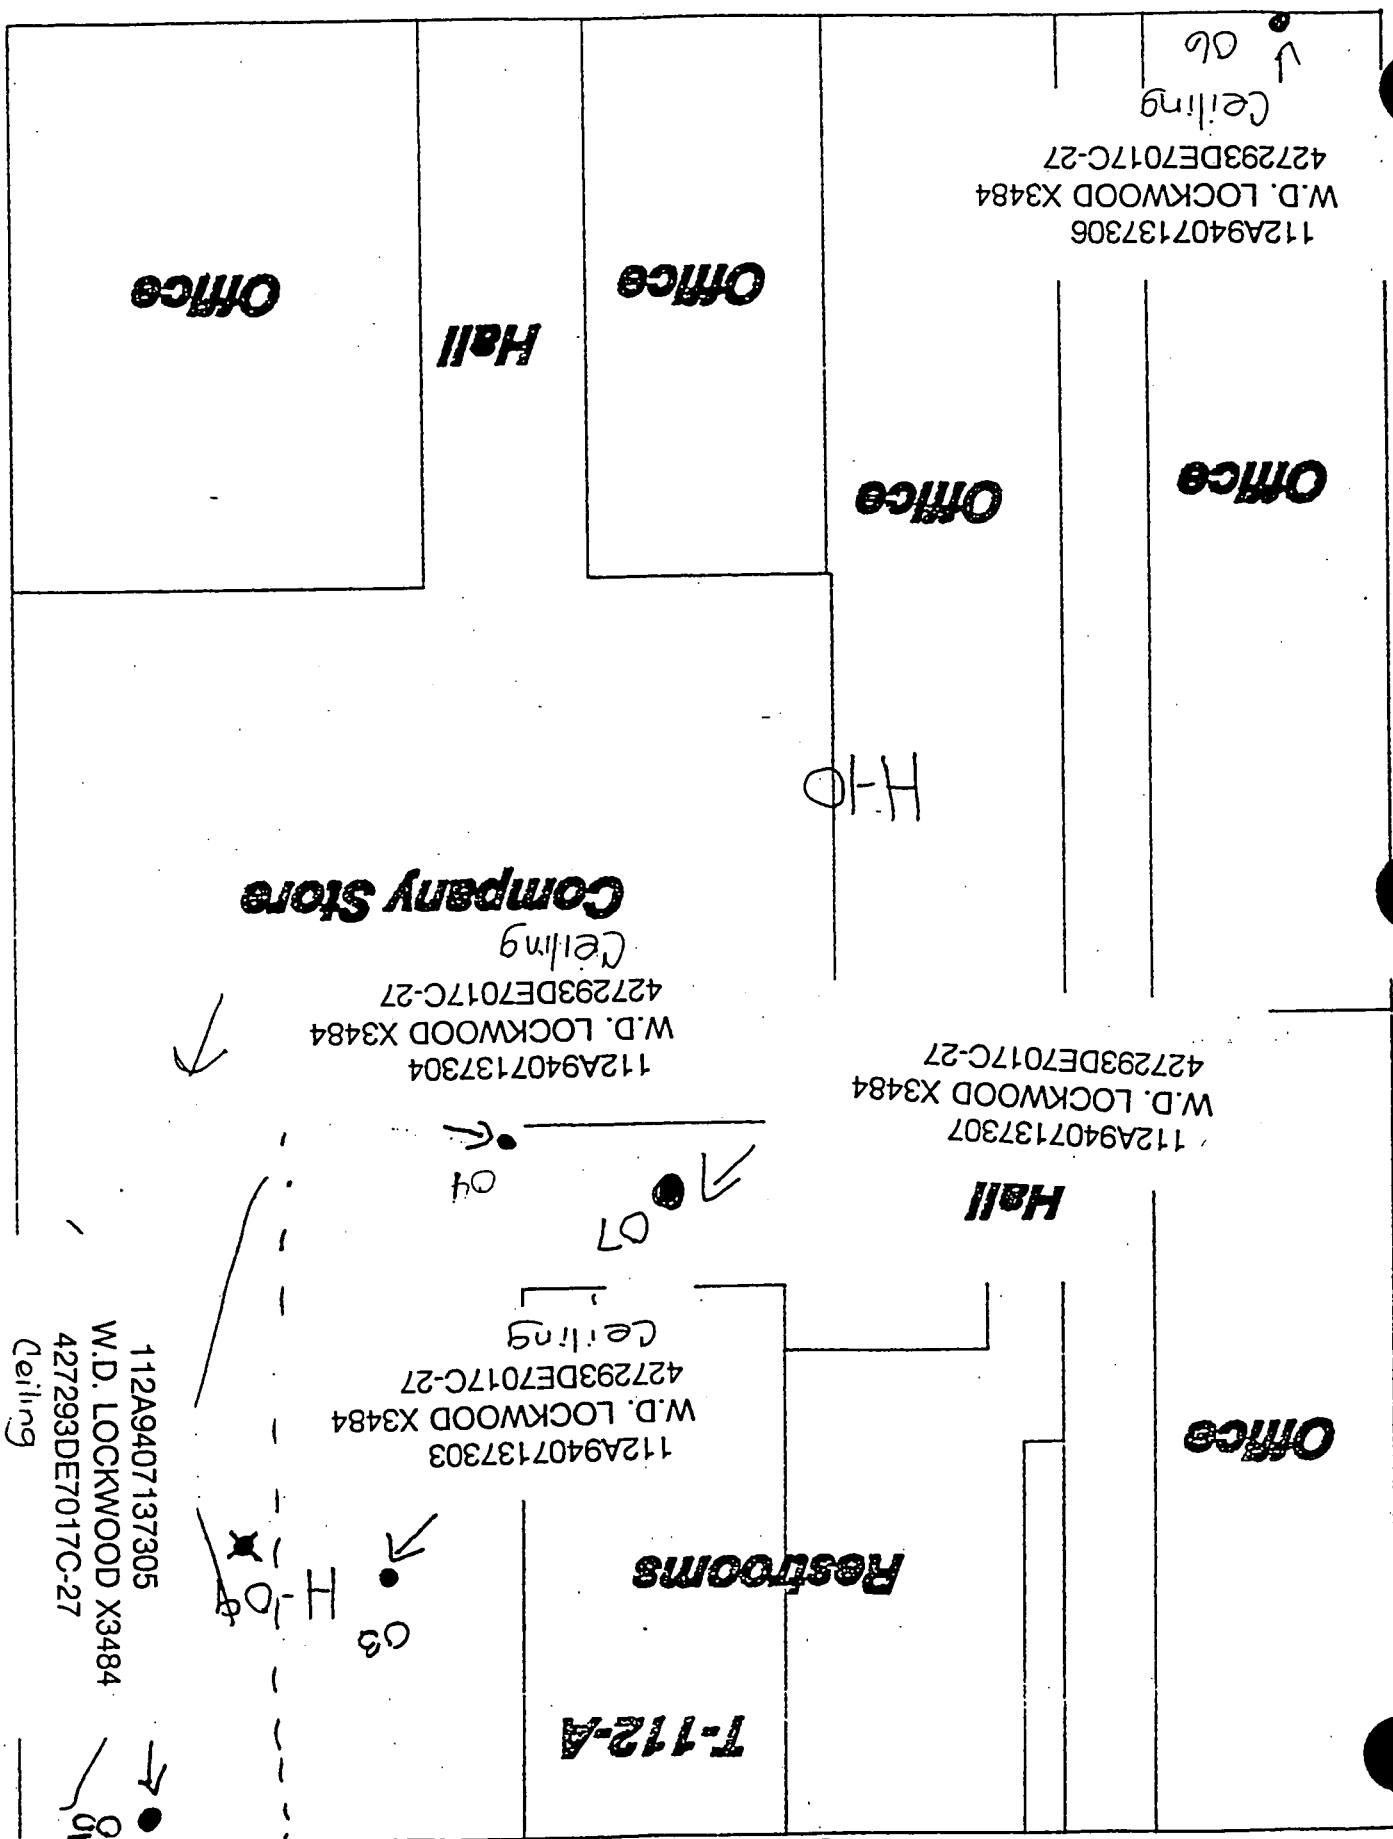 T-112-A
03
H-O
Restrooms
Office
112A9407137303
W.D. LOCKWOOD X3484
427293DE7017C-27
Ceiling
112A9407137305
W.D. LOCKWOOD X3484
427293DE7017C-27
Ceiling
07
Hall
04
112A9407137307
W.D. LOCKWOOD X3484
427293DE7017C-27
112A9407137304
W.D. LOCKWOOD X3484
427293DE7017C-27
Ceiling
Company Store
H-O
Office
Office
Hall
Office
Office
112A9407137306
W.D. LOCKWOOD X3484
427293DE7017C-27
Ceiling
06